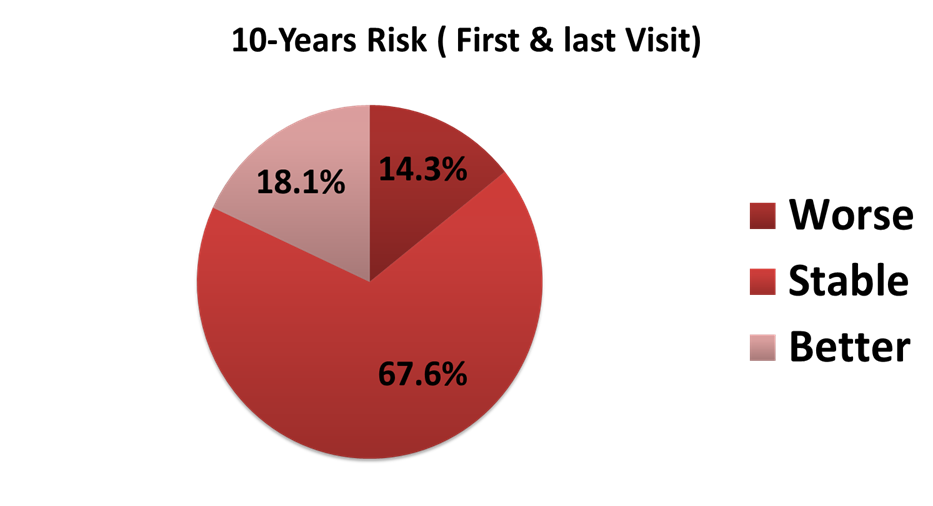 10-Years Risk ( First & last Visit)
14.3%
18.1%
67.6%
Worse
Stable
Better